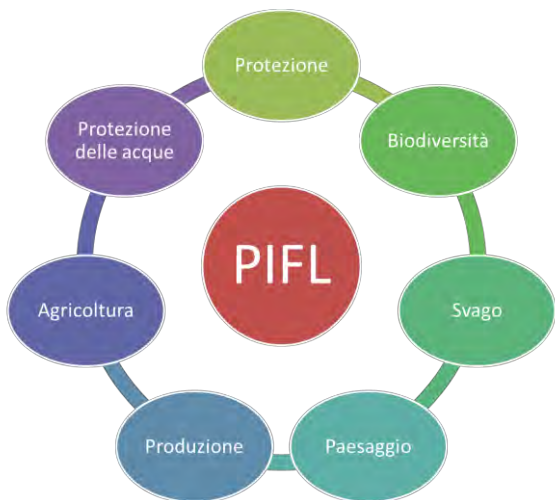 Protezione
Biodiversità
Svago
Paesaggio
Produzione
Agricoltura
Protezione
delle acque
PIFL